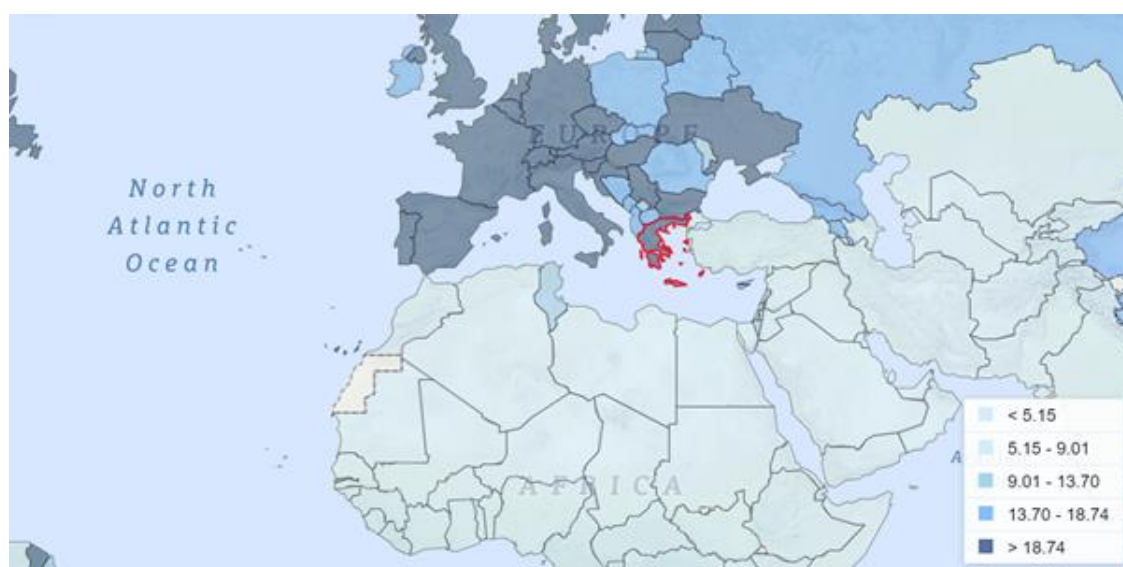 EUROPE
North
Atlantic
Ocean
AFRICA
A
< 5.15
5.15 - 9.01
9.01 - 13.70
13.70 - 18.74
> 18.74